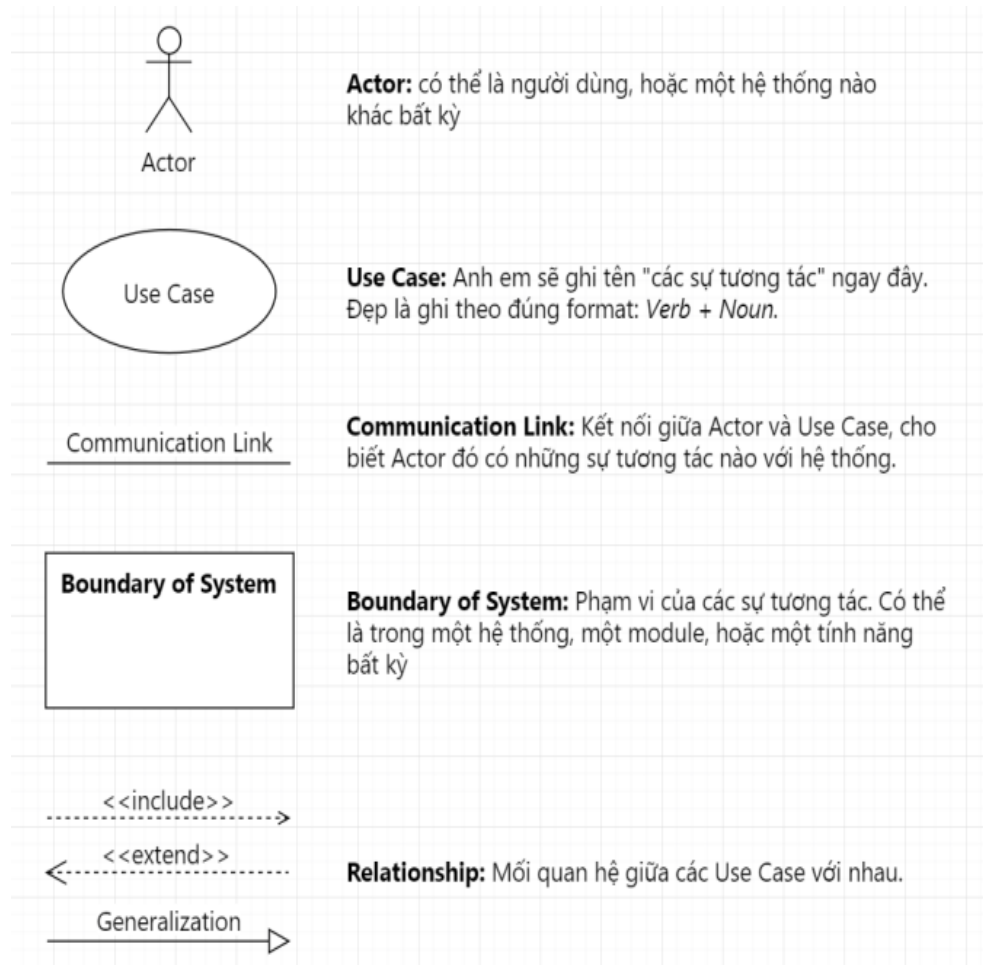 Actor
Actor: có thể là người dùng, hoặc một hệ thống nào
khác bất kỳ
Use Case
Use Case: Anh em sẽ ghi tên "các sự tương tác" ngay đây.
Đẹp là ghi theo đúng format: Verb + Noun.
Communication Link
Communication Link: Kết nối giữa Actor và Use Case, cho
biết Actor đó có những sự tương tác nào với hệ thống.
Boundary of System
Boundary of System: Phạm vi của các sự tương tác. Có thể
là trong một hệ thống, một module, hoặc một tính năng
bất kỳ
<<include>>
<<extend>>
Generalization
Relationship: Mối quan hệ giữa các Use Case với nhau.